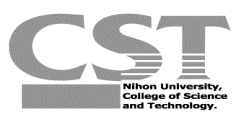 CST
Nihon University,
College of Science
and Technology.